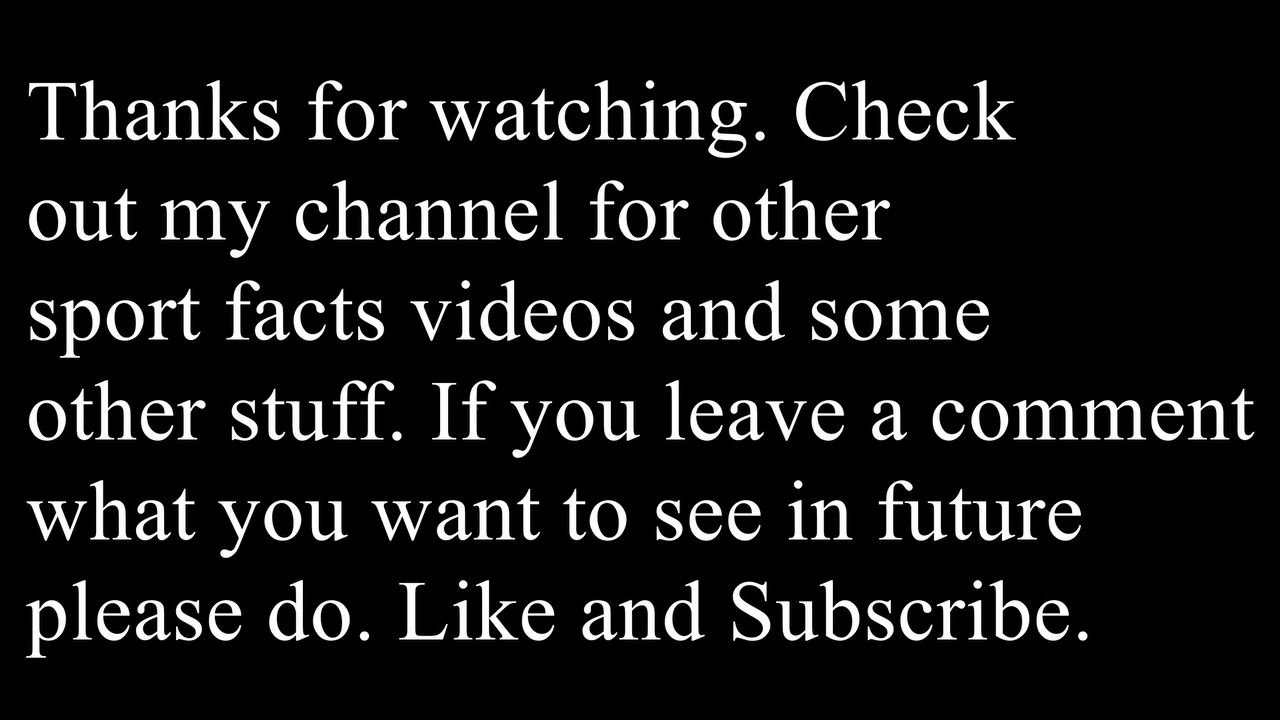 Thanks for watching. Check
out my channel for other
sport facts videos and some
other stuff. If you leave a comment
what you want to see in future
please do. Like and Subscribe.